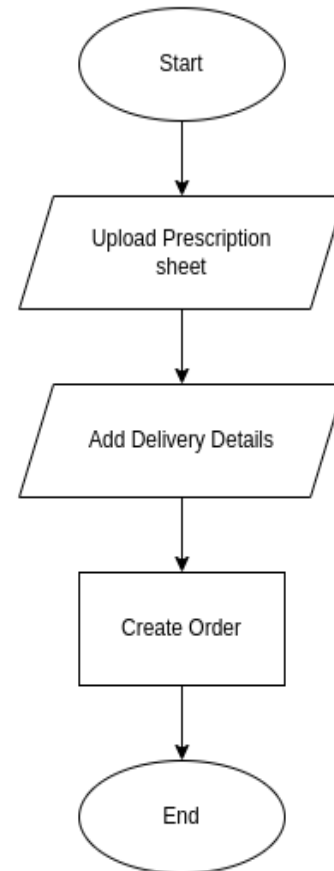 Start
Upload Prescription
sheet
Add Delivery Details
Create Order
End